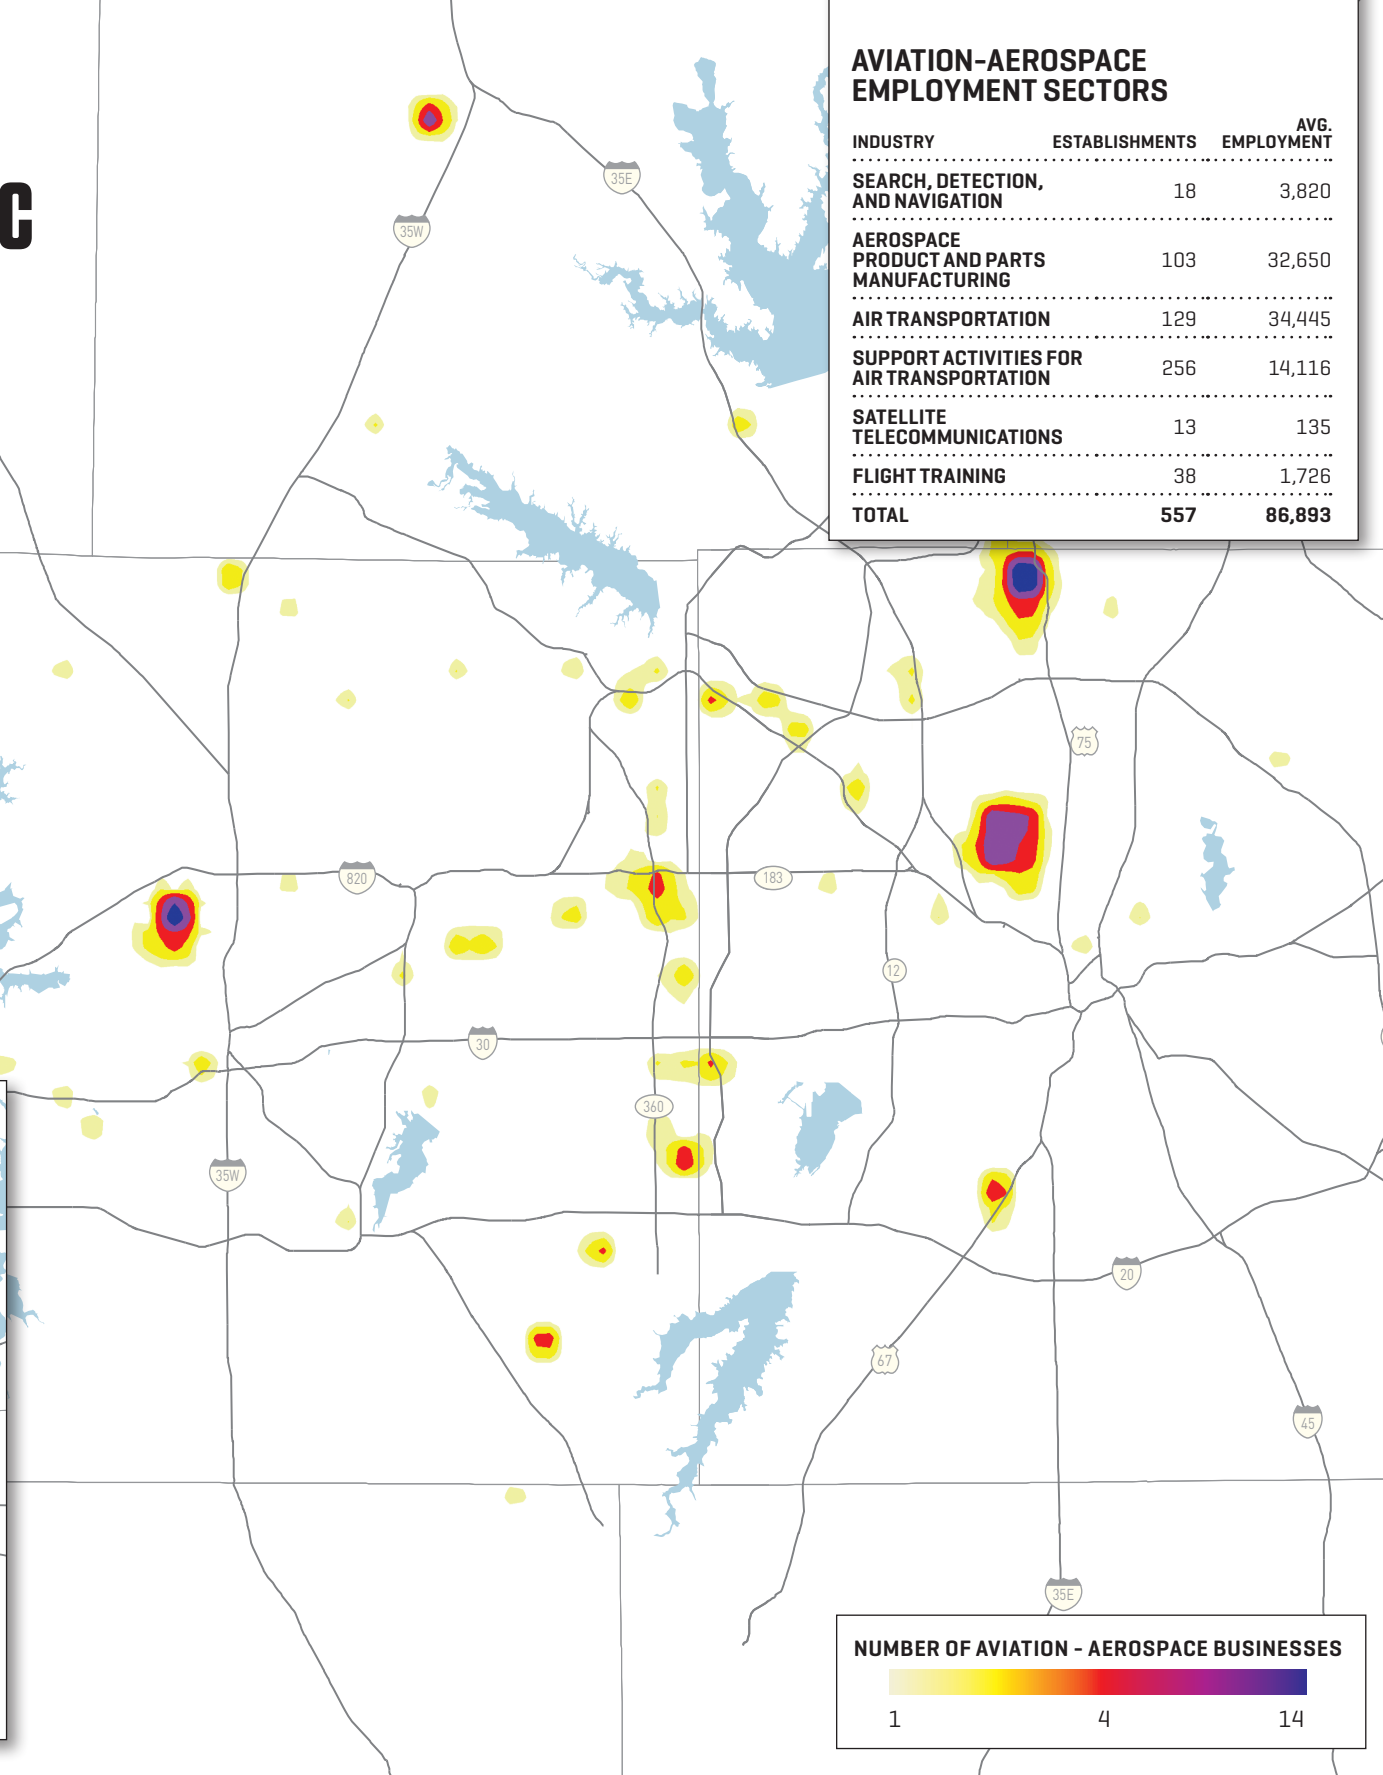 C
AVIATION-AEROSPACE
EMPLOYMENT SECTORS
INDUSTRY ESTABLISHMENTS AVG. EMPLOYMENT
SEARCH, DETECTION,
AND NAVIGATION 18 3,820
AEROSPACE
PRODUCT AND PARTS 103 32,650
MANUFACTURING
AIR TRANSPORTATION 129 34,445
SUPPORT ACTIVITIES FOR
AIR TRANSPORTATION 256 14,116
SATELLITE
TELECOMMUNICATIONS 13 135
FLIGHT TRAINING 38 1,726
TOTAL 557 86,893
35E
35W
75
820
183
12
30
360
35W
20
67
45
35E
NUMBER OF AVIATION - AEROSPACE BUSINESSES
1 4 14